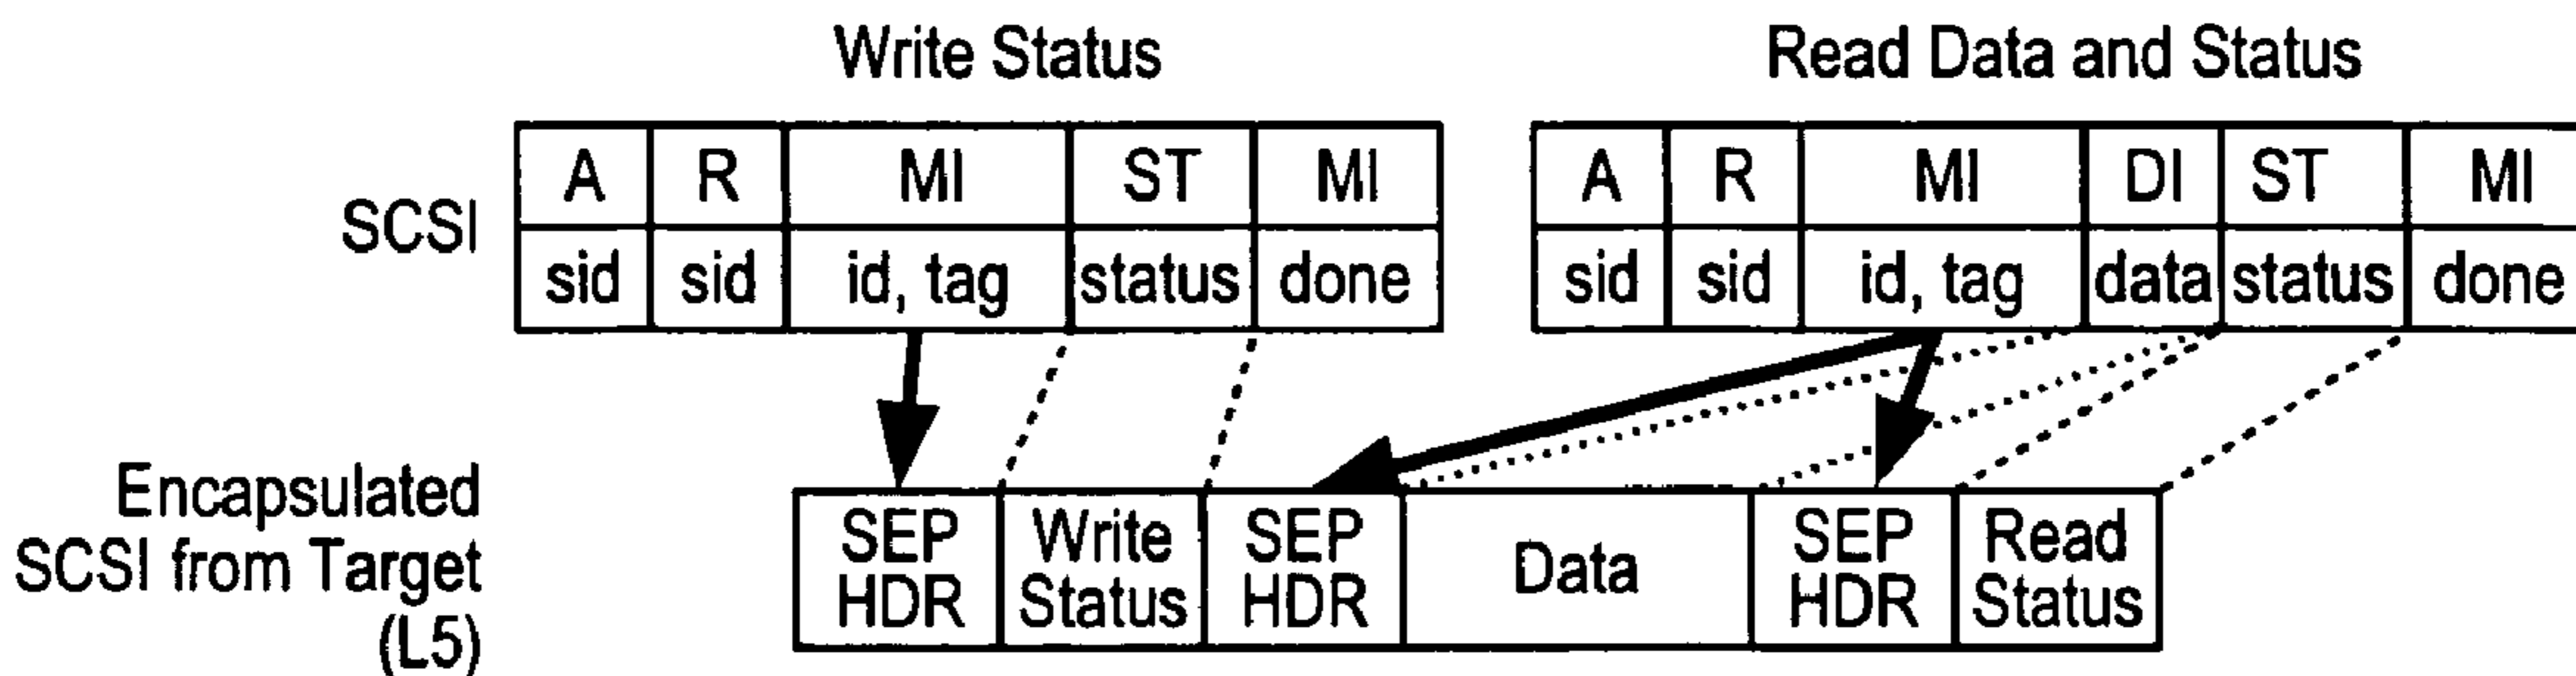 Write Status
Read Data and Status
SCSI
A R MI ST MI
A R MI DI ST MI
sid sid id, tag status done
sid sid id, tag data status done
Encapsulated
SCSI from Target
(L5)
SEP
HDR
Write
Status
SEP
HDR
Data
SEP
HDR
Read
Status